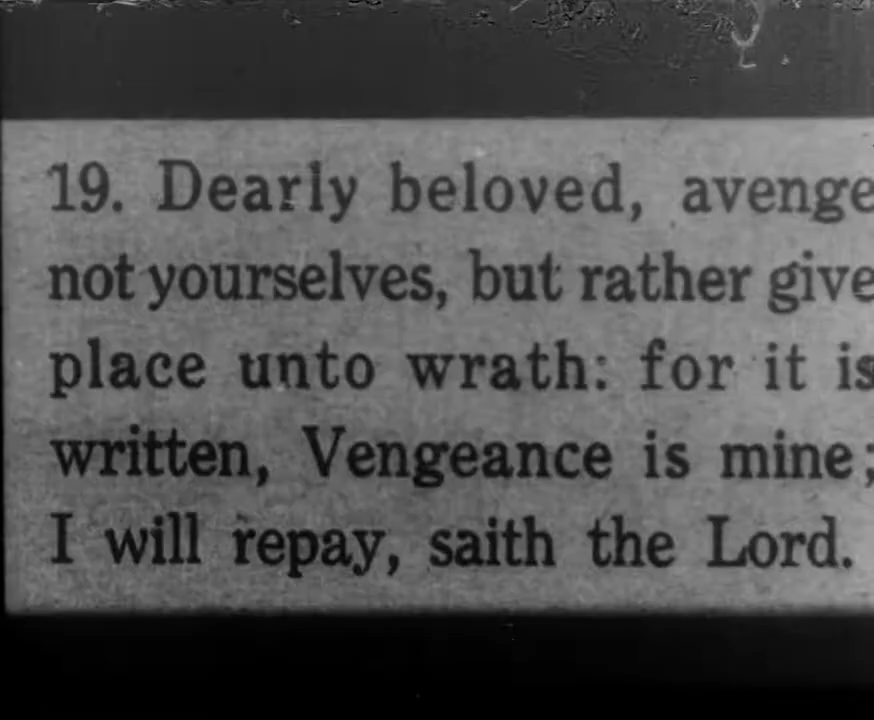 19. Dearly beloved, avenge
not yourselves, but rather give
place unto wrath: for it is
written, Vengeance is mine;
I will repay, saith the Lord.